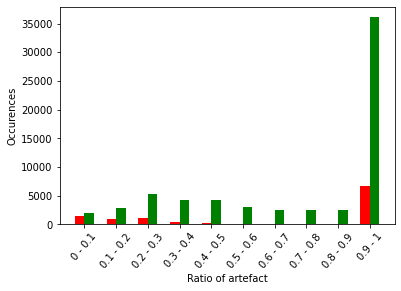 35000
30000
25000
20000
15000
10000
5000
0
Occurences
0 - 0.1
0.1 - 0.2
0.2 - 0.3
0.3 - 0.4
0.4 - 0.5
0.5 - 0.6
0.6 - 0.7
0.7 - 0.8
0.8 - 0.9
0.9 - 1
Ratio of artefact